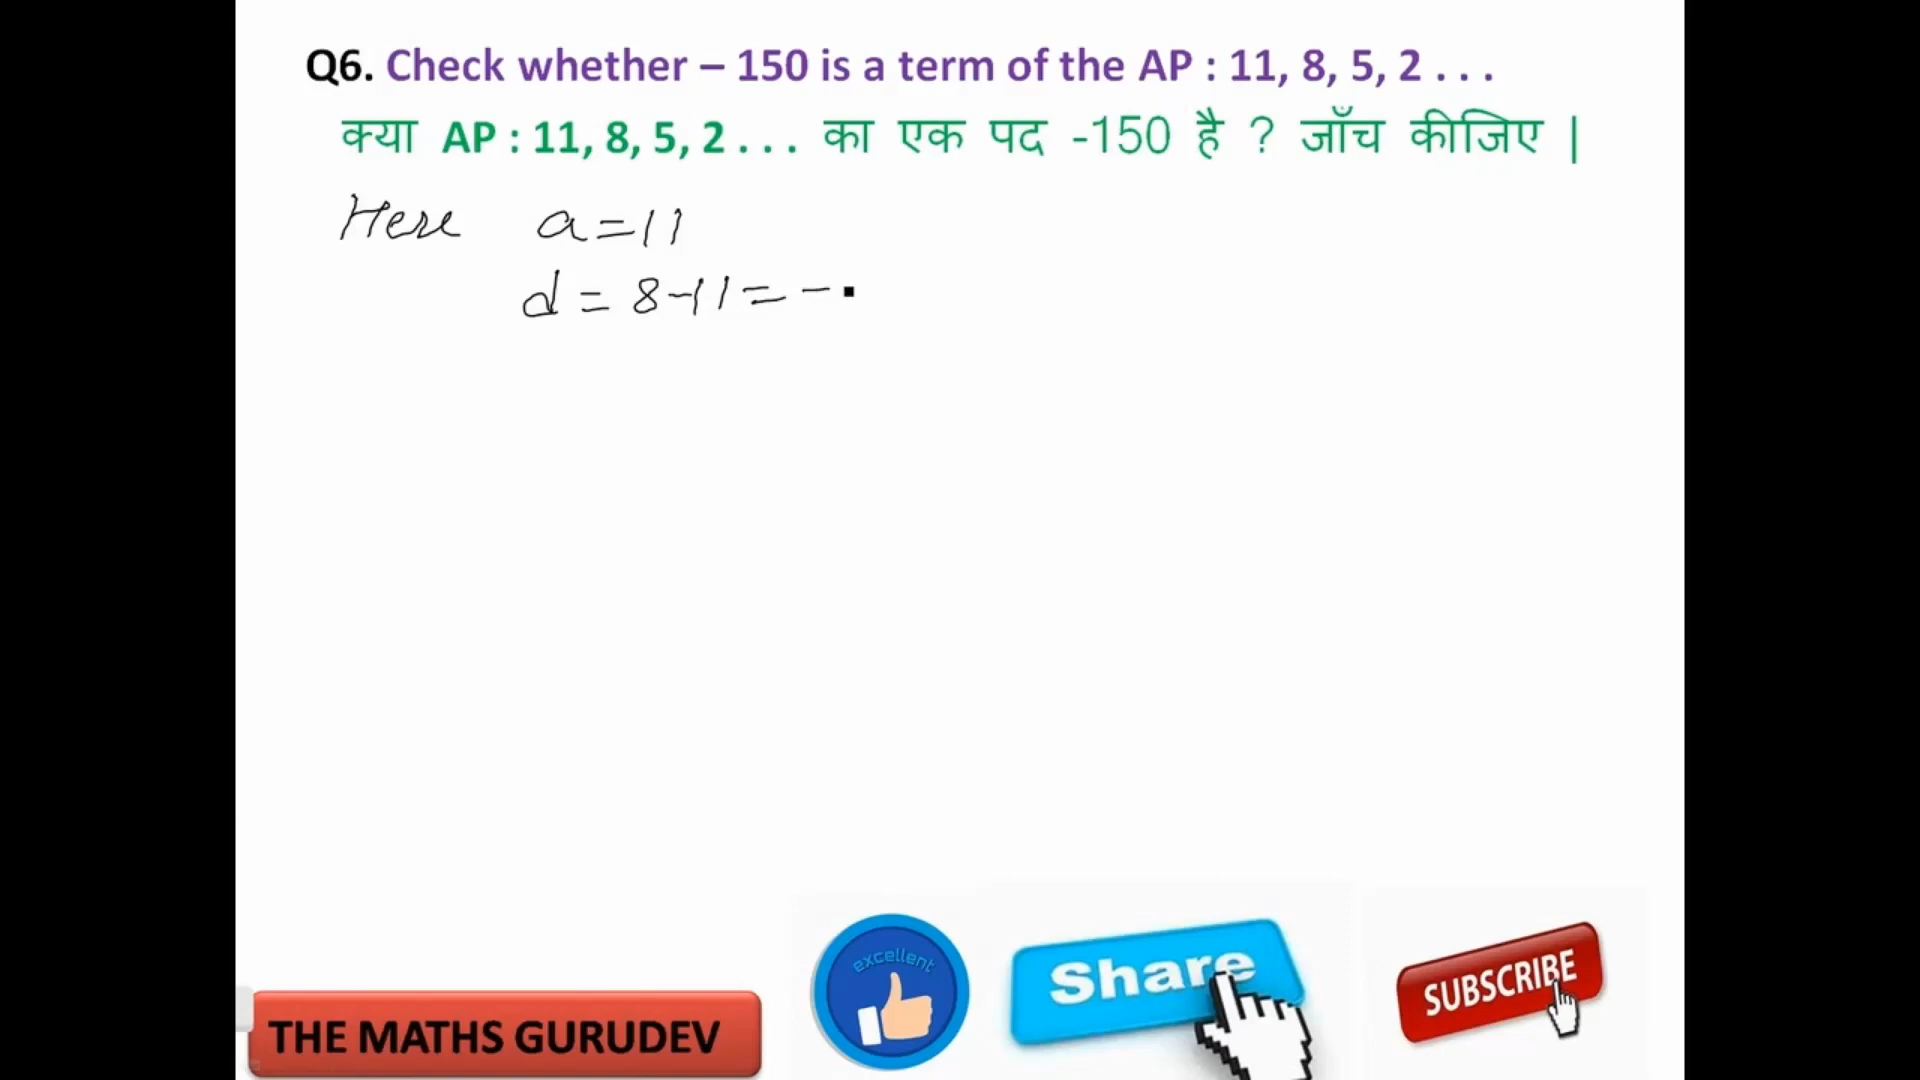 Q6. Check whether – 150 is a term of the AP : 11, 8, 5, 2 . . .
क्या AP : 11, 8, 5, 2 . . . का एक पद -150 है ? जाँच कीजिए |
Here a=11
d = 8-11 = -
excellent
Share
SUBSCRIBE
THE MATHS GURUDEV